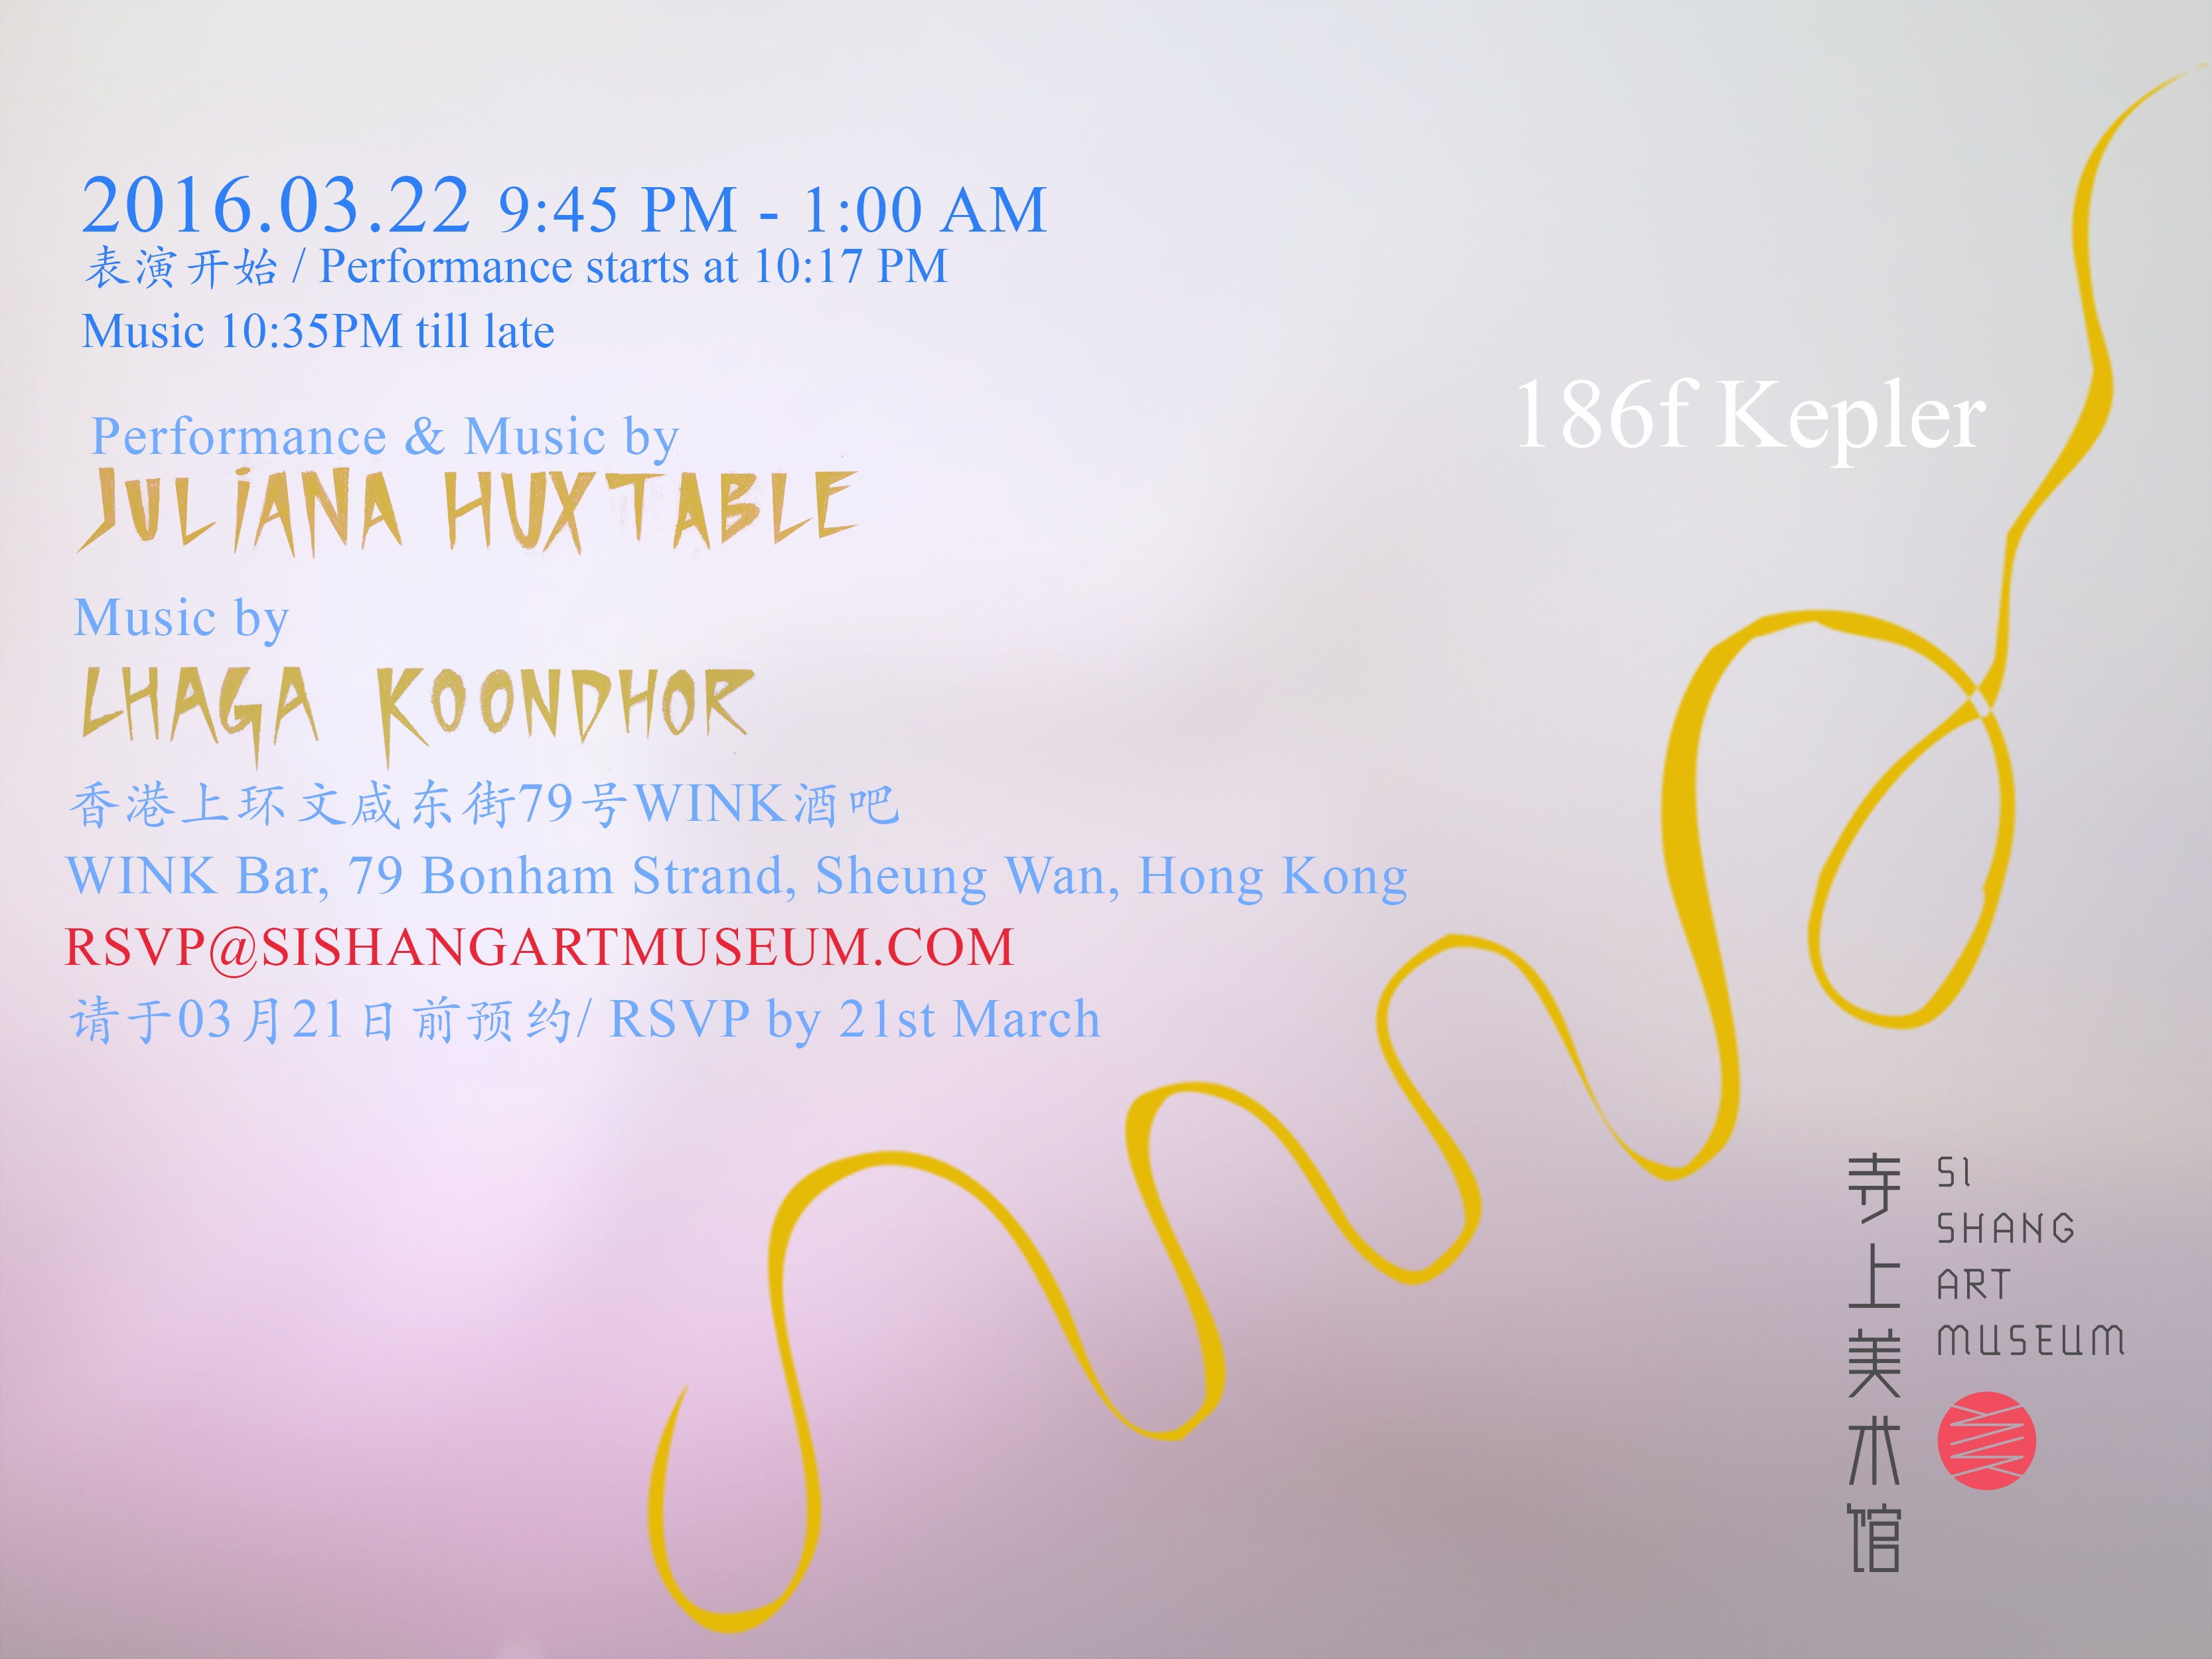 2016.03.22 9:45 PM - 1:00 AM
表演开始 / Performance starts at 10:17 PM
Music 10:35PM till late
186f Kepler
Performance & Music by
JULIANA HUXTABLE
Music by
LHAGA KOONDHOR
香港上环文咸东街79号WINK酒吧
WINK Bar, 79 Bonham Strand, Sheung Wan, Hong Kong
RSVP@SISHANGARTMUSEUM.COM
请于03月21日前预约/ RSVP by 21st March
寺上美术馆
SI
SHANG
ART
MUSEUM